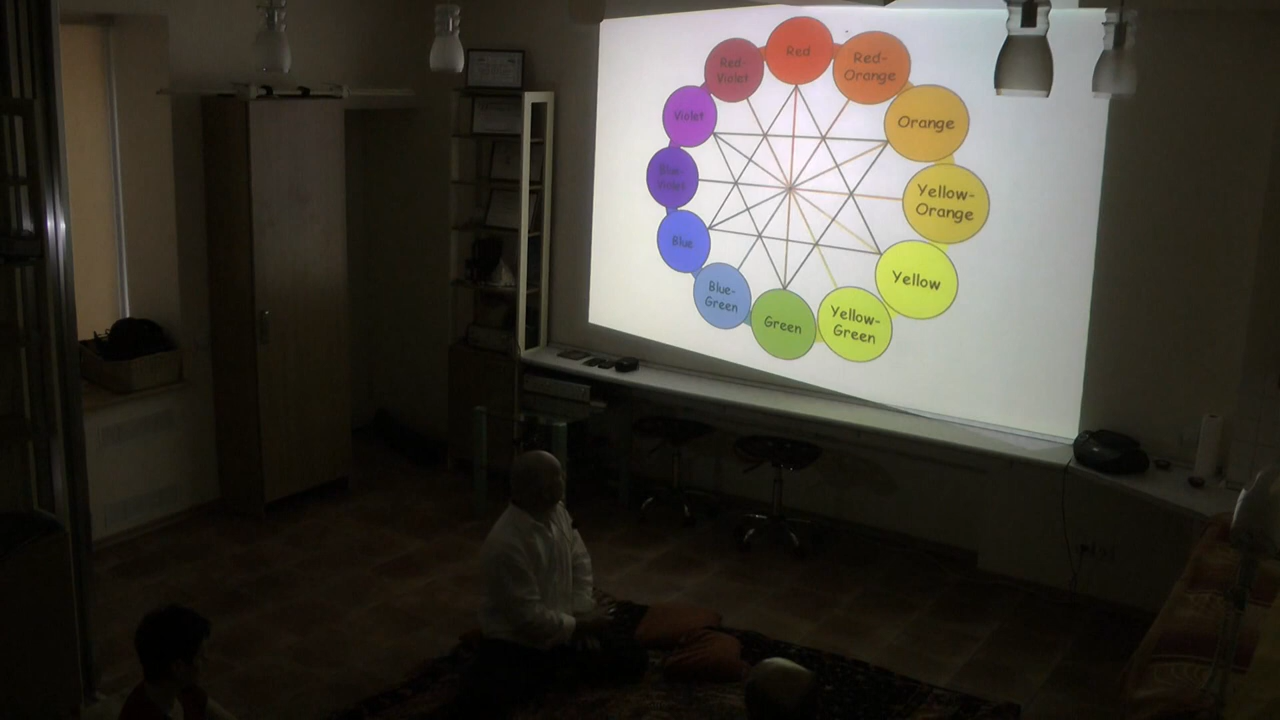 Red
Red-
Orange
Orange
Yellow-
Orange
Yellow
Yellow-
Green
Green
Blue-
Green
Blue
Blue-
Violet
Violet
Red-
Violet